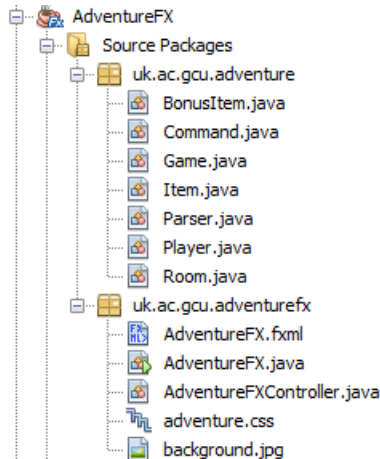 AdventureFX
Source Packages
uk.ac.gcu.adventure
BonusItem.java
Command.java
Game.java
Item.java
Parser.java
Player.java
Room.java
uk.ac.gcu.adventurefx
AdventureFX.fxml
AdventureFX.java
AdventureFXController.java
adventure.css
background.jpg